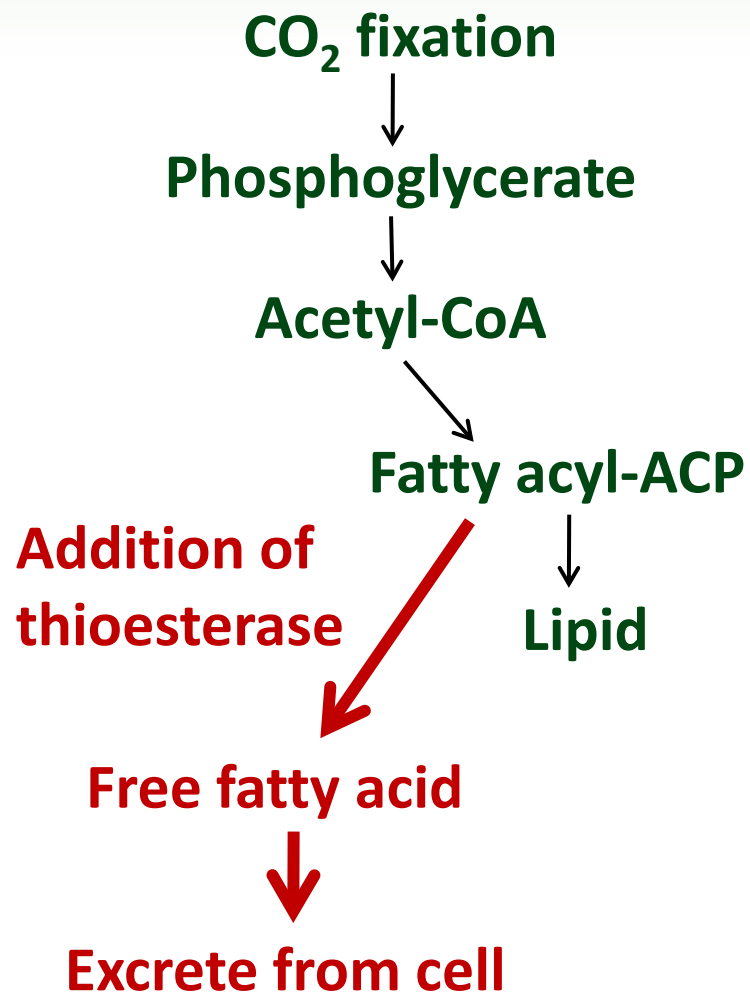 CO₂ fixation
Phosphoglycerate
Acetyl-CoA
Fatty acyl-ACP
Addition of
thioesterase
Lipid
Free fatty acid
Excrete from cell